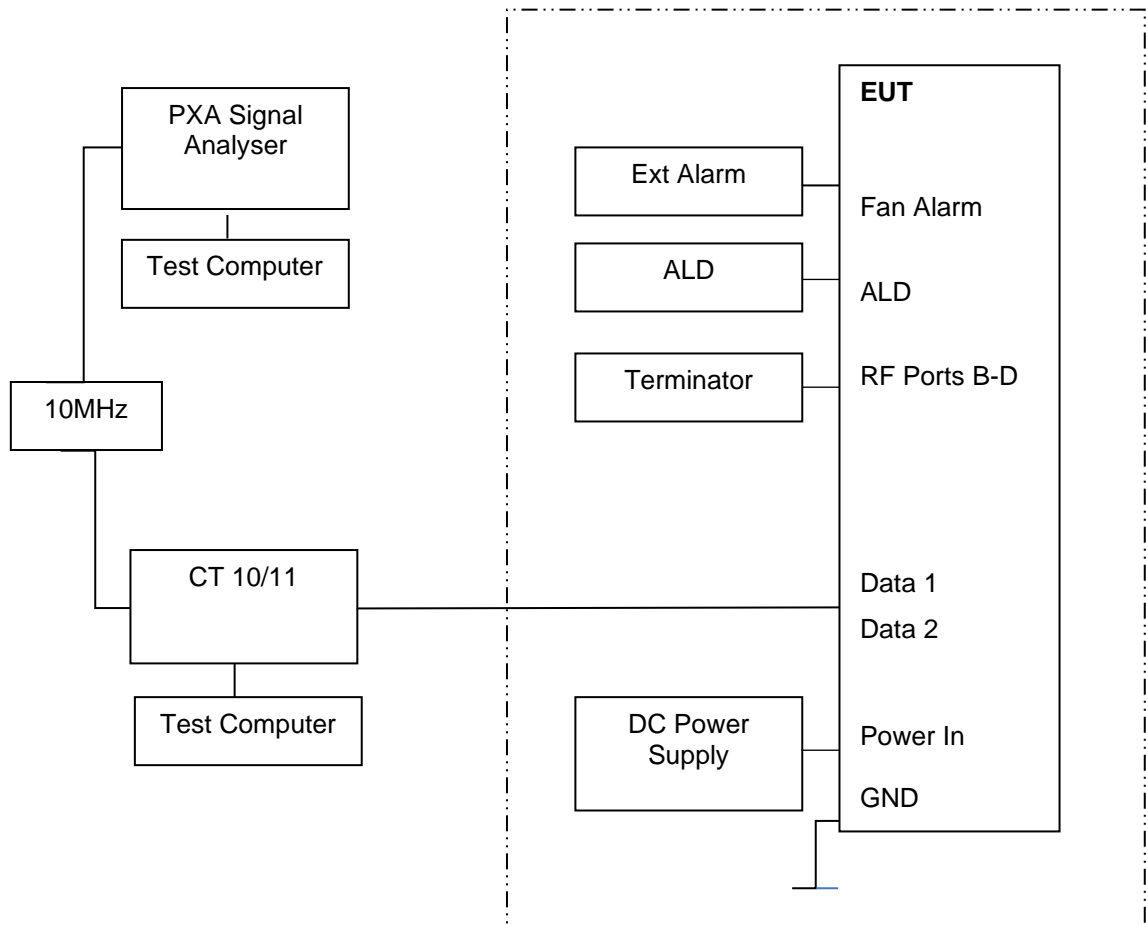 EUT
PXA Signal
Analyser
Ext Alarm
Fan Alarm
Test Computer
ALD
ALD
Terminator
RF Ports B-D
10MHz
CT 10/11
Data 1
Data 2
Test Computer
DC Power
Supply
Power In
GND